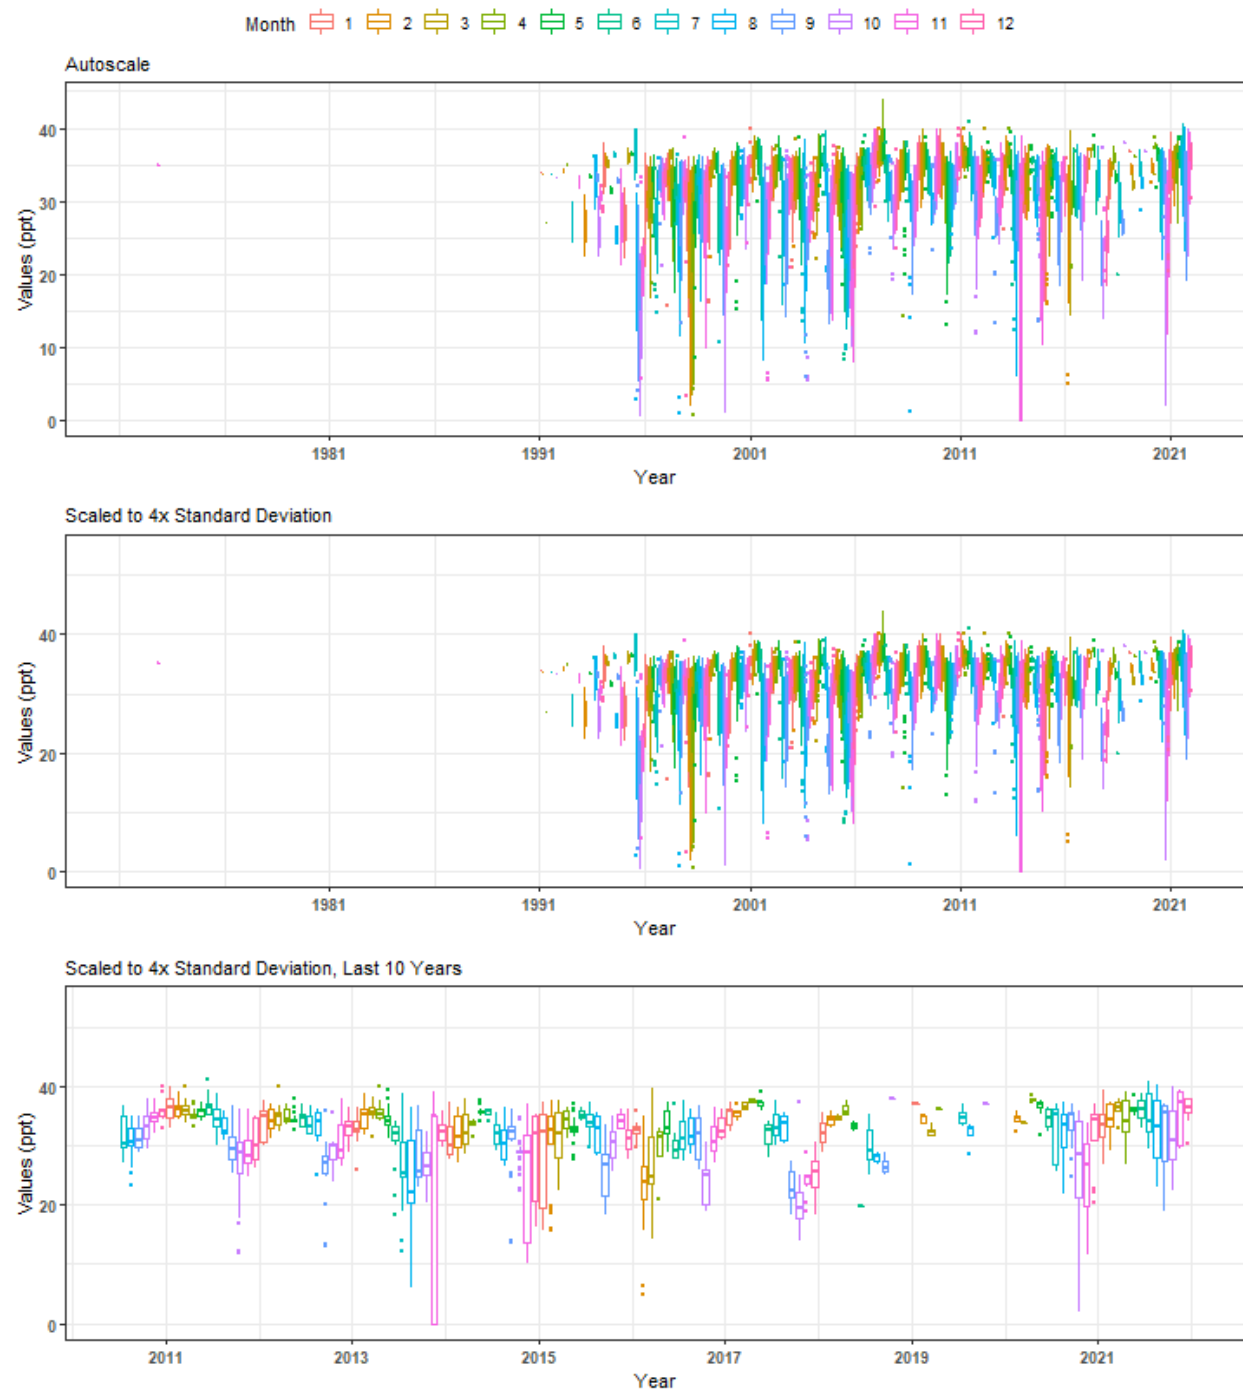 Month 1 2 3 4 5 6 7 8 9 10 11 12
Autoscale
Values (ppt)
40
30
20
10
0
1981 1991 2001 2011 2021
Year
Scaled to 4x Standard Deviation
Values (ppt)
40
20
0
1981 1991 2001 2011 2021
Year
Scaled to 4x Standard Deviation, Last 10 Years
Values (ppt)
40
20
0
2011 2013 2015 2017 2019 2021
Year